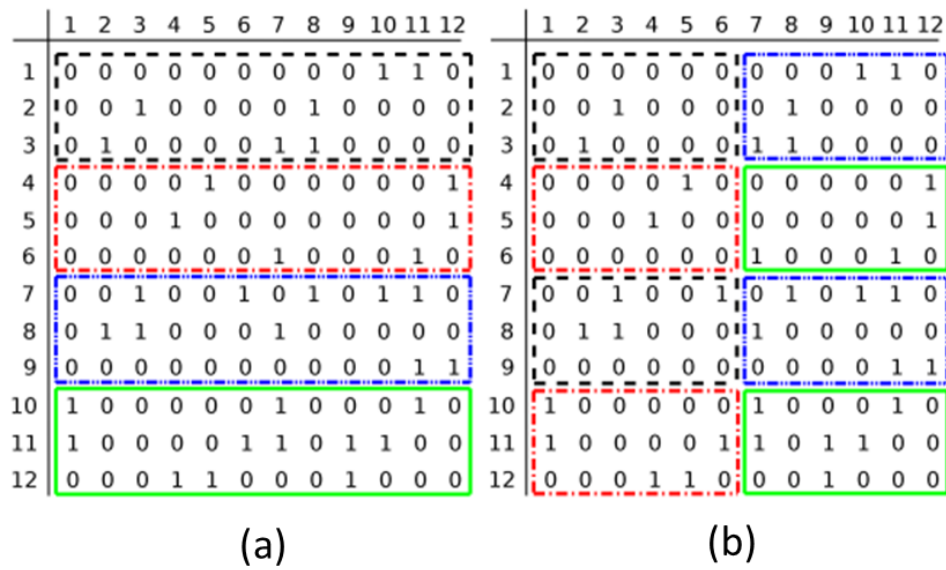 1 2 3 4 5 6 7 8 9 10 11 12
1 0 0 0 0 0 0 0 0 0 1 1 0
2 0 0 1 0 0 0 0 1 0 0 0 0
3 0 1 0 0 0 0 1 1 0 0 0 0
4 0 0 0 0 1 0 0 0 0 0 0 1
5 0 0 0 1 0 0 0 0 0 0 0 1
6 0 0 0 0 0 0 1 0 0 0 1 0
7 0 0 1 0 0 1 0 1 0 1 1 0
8 0 1 1 0 0 0 1 0 0 0 0 0
9 0 0 0 0 0 0 0 0 0 0 1 1
10 1 0 0 0 0 0 1 0 0 0 1 0
11 1 0 0 0 0 1 1 0 1 1 0 0
12 0 0 0 1 1 0 0 0 1 0 0 0
(a)
1 2 3 4 5 6 7 8 9 10 11 12
1 0 0 0 0 0 0 0 0 0 1 1 0
2 0 0 1 0 0 0 0 1 0 0 0 0
3 0 1 0 0 0 0 1 1 0 0 0 0
4 0 0 0 0 1 0 0 0 0 0 0 1
5 0 0 0 1 0 0 0 0 0 0 0 1
6 0 0 0 0 0 0 1 0 0 0 1 0
7 0 0 1 0 0 1 0 1 0 1 1 0
8 0 1 1 0 0 0 1 0 0 0 0 0
9 0 0 0 0 0 0 0 0 0 0 1 1
10 1 0 0 0 0 0 1 0 0 0 1 0
11 1 0 0 0 0 1 1 0 1 1 0 0
12 0 0 0 1 1 0 0 0 1 0 0 0
(b)